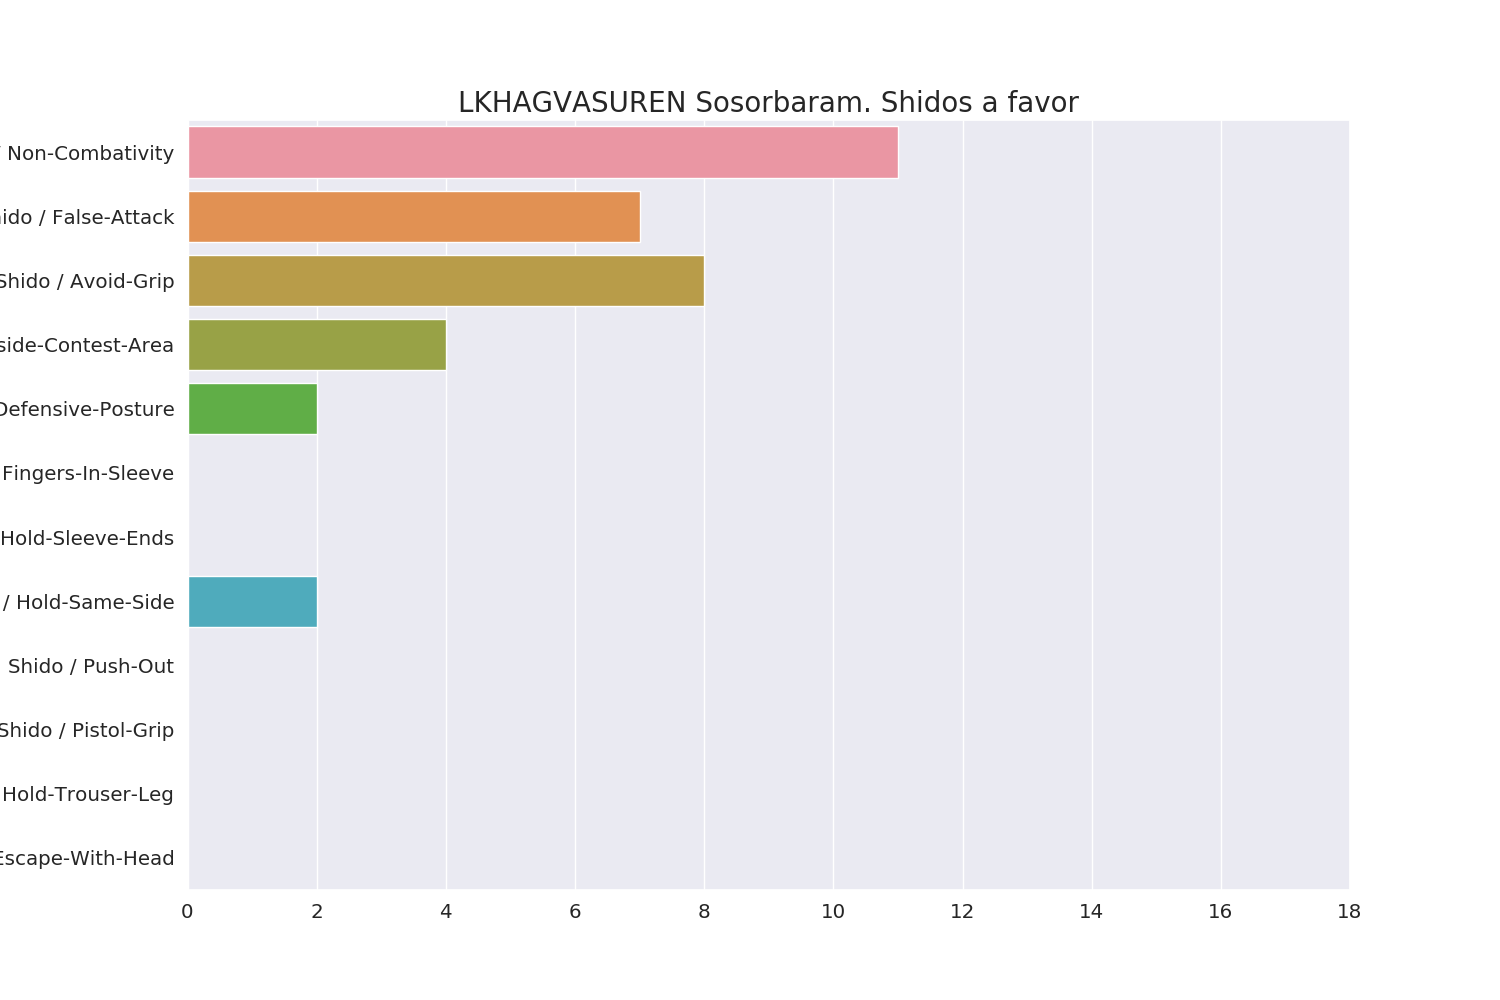 LKHAGVASUREN Sosorbaram. Shidos a favor
/ Non-Combativity
ido / False-Attack
Shido / Avoid-Grip
side-Contest-Area
Defensive-Posture
Fingers-In-Sleeve
Hold-Sleeve-Ends
/ Hold-Same-Side
Shido / Push-Out
Shido / Pistol-Grip
Hold-Trouser-Leg
Escape-With-Head
0 2 4 6 8 10 12 14 16 18